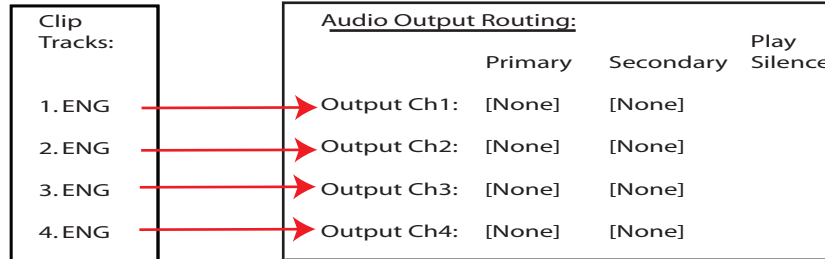 Clip
Tracks:
1. ENG
2. ENG
3. ENG
4. ENG
Audio Output Routing:
Primary Secondary Play Silence
Output Ch1: [None] [None]
Output Ch2: [None] [None]
Output Ch3: [None] [None]
Output Ch4: [None] [None]